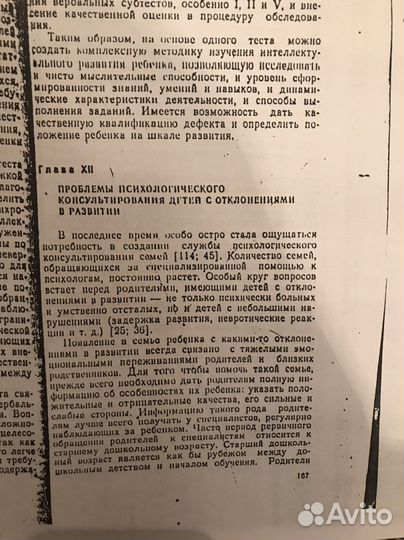 ния вербальных субтестов, особенно I, II и V, и вне-
сение качественной оценки в процедуру обследова-
ния.
Таким образом, на основе одного теста можно
создать комплексную методику изучения интеллекту-
ального развития ребенка, позволяющую исследовать
и чисто мыслительные способности, и уровень сфор-
мированности знаний, умений и навыков, и динами-
ческие характеристики деятельности, и способы вы-
полнения заданий. Имеется возможность дать ка-
чественную квалификацию дефекта и определить по-
ложение ребенка на шкале развития.
Глава XII
ПРОБЛЕМЫ ПСИХОЛОГИЧЕСКОГО
КОНСУЛЬТИРОВАНИЯ ДЕТЕЙ С ОТКЛОНЕНИЯМИ
В РАЗВИТИИ
В последнее время особо остро стала ощущаться
потребность в создании службы психологического
консультирования семей [114; 45]. Количество семей,
обращающихся за специализированной помощью к
психологам, постоянно растет. Особый круг вопросов
встает перед родителями, имеющими детей с откло-
нениями в развитии — не только психически больных
и умственно отсталых, но и детей с небольшими на-
рушениями (задержка развития, невротические реак-
ции и т. д.) [25; 36].
Появление в семье ребенка с какими-то отклоне-
ниями в развитии всегда связано с тяжелыми эмо-
циональными переживаниями родителей и близких
родственников. Для того чтобы помочь такой семье,
прежде всего необходимо дать родителям полную ин-
формацию об особенностях их ребенка: указать поло-
жительные и отрицательные качества, его сильные и
слабые стороны. Информацию такого рода родите-
лям лучше всего получать у специалистов, регулярно
наблюдающих за ребенком. Часто период первичного
обращения родителей к специалистам относится к
старшему дошкольному возрасту. Старший дошколь-
ный возраст является как бы рубежом между до-
школьным детством и началом обучения. Родители
167
Avito